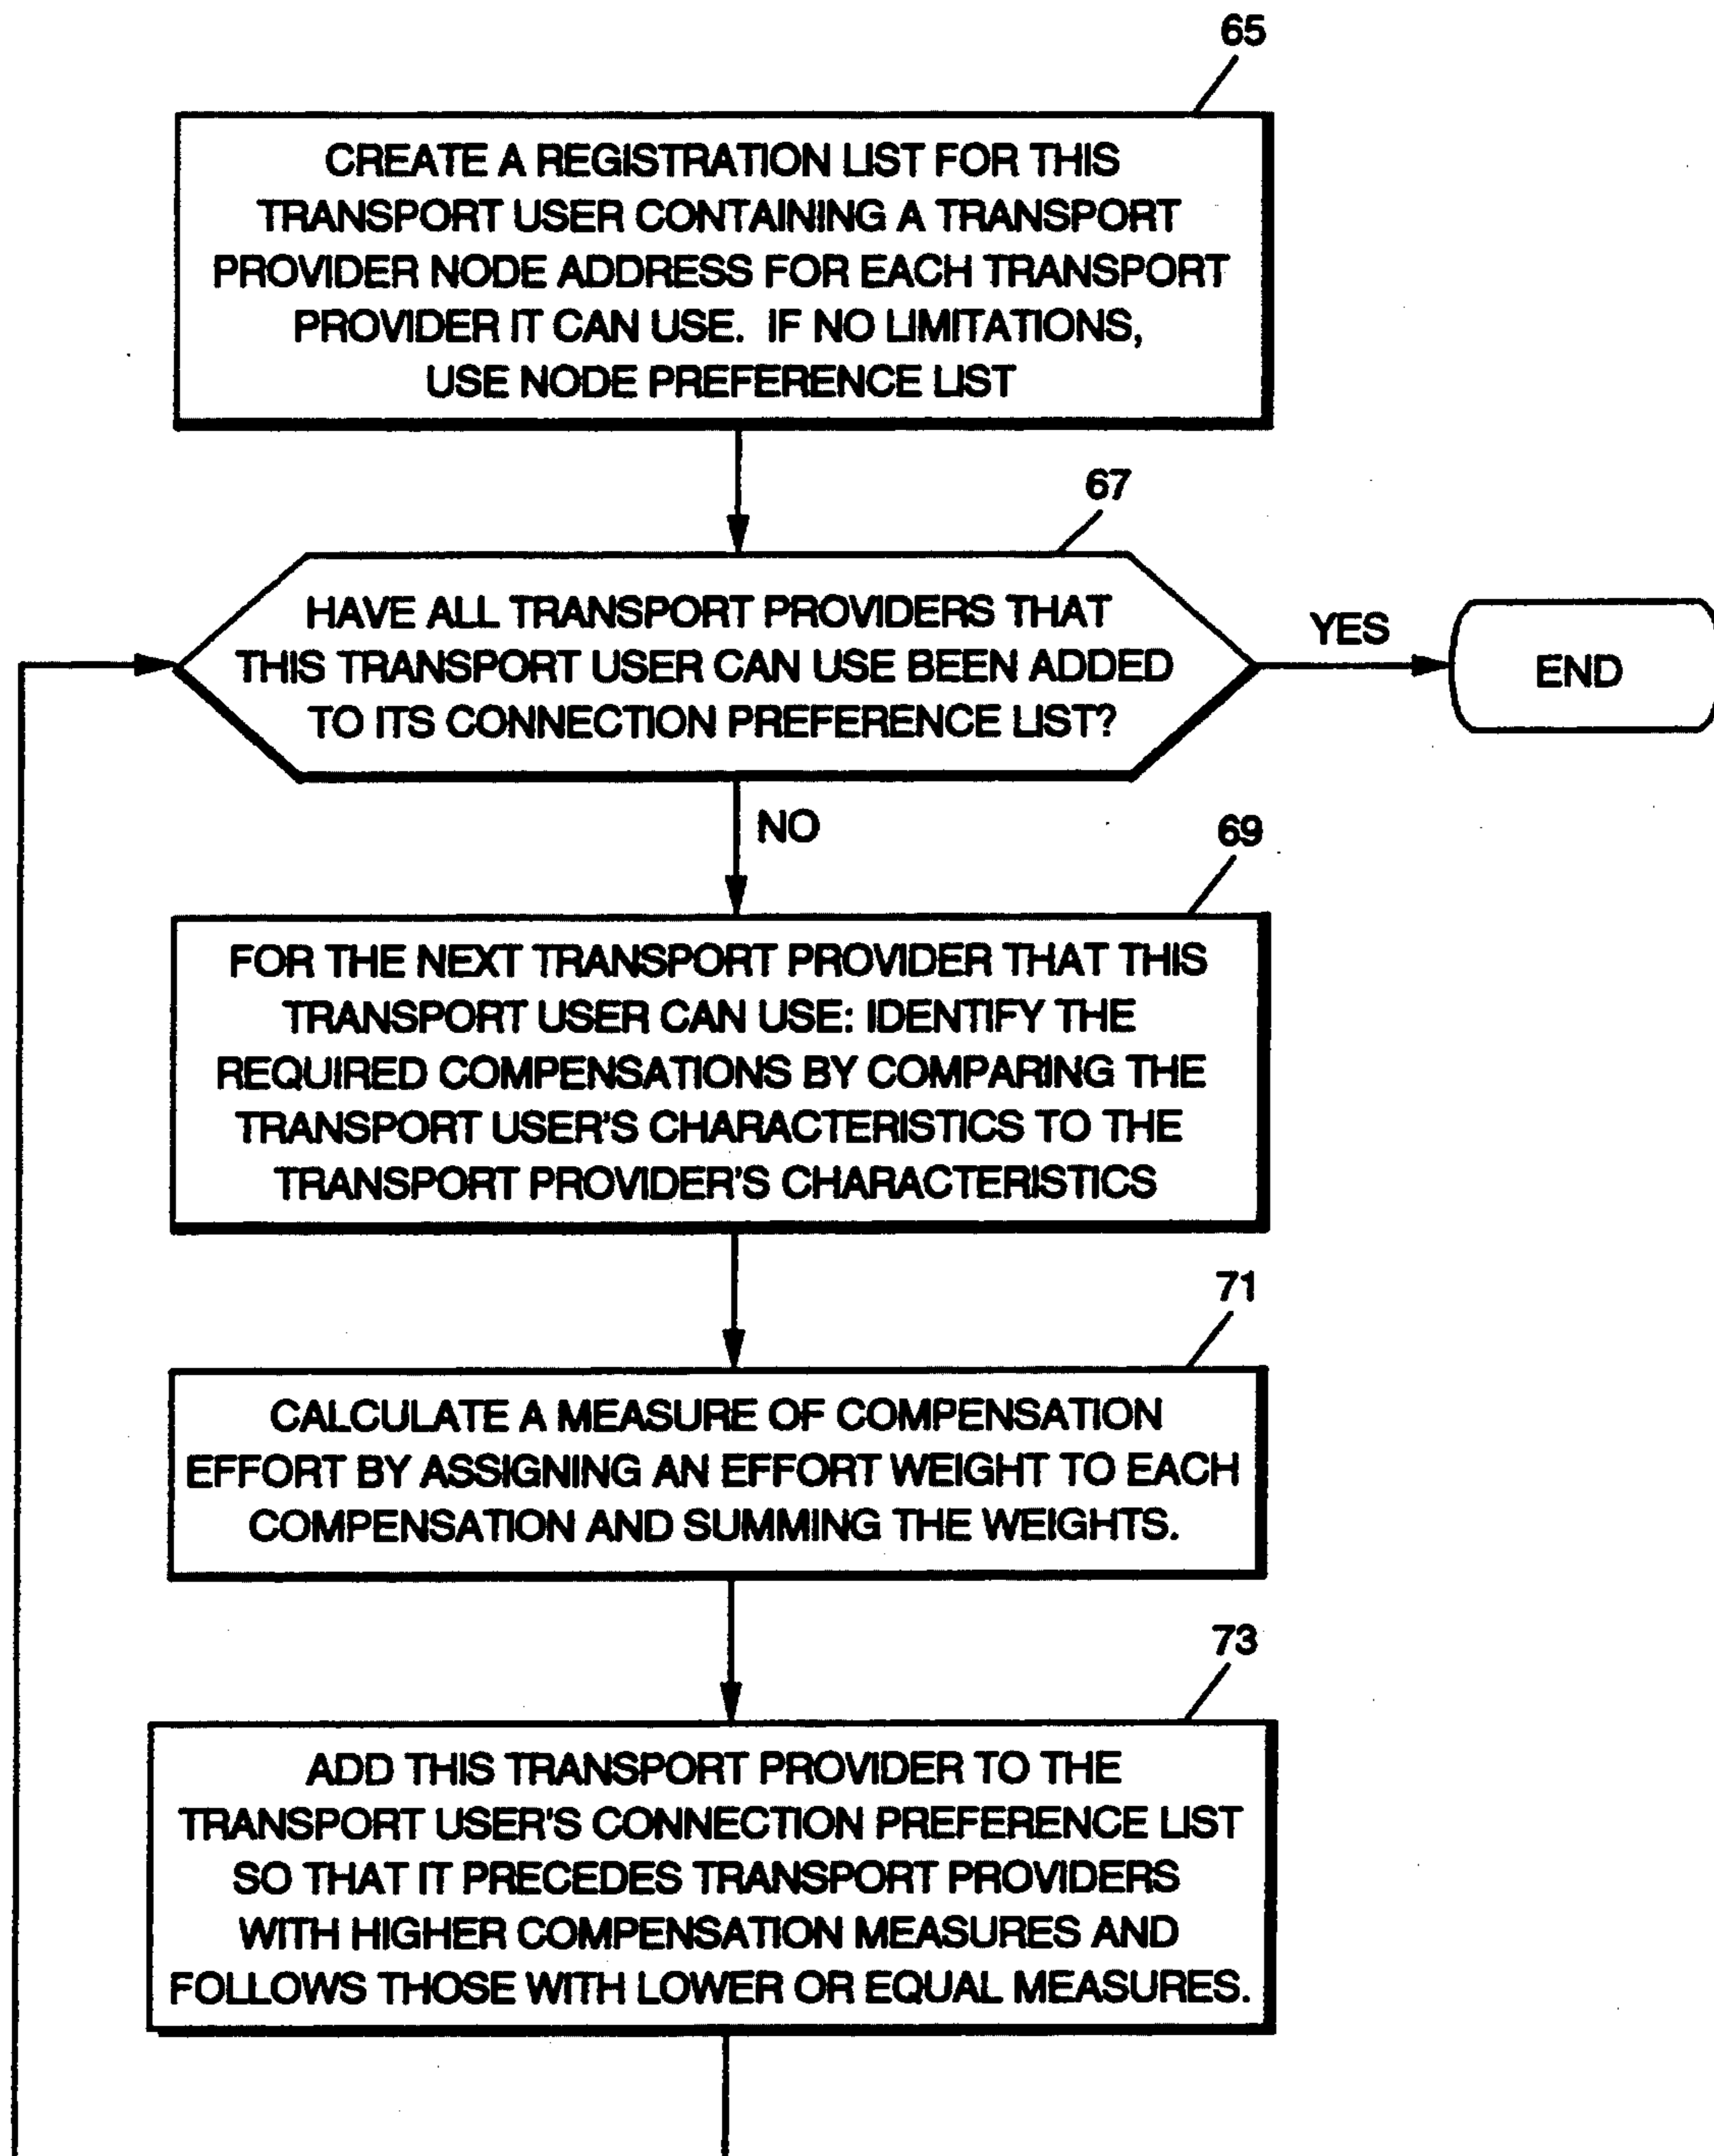 65
CREATE A REGISTRATION LIST FOR THIS
TRANSPORT USER CONTAINING A TRANSPORT
PROVIDER NODE ADDRESS FOR EACH TRANSPORT
PROVIDER IT CAN USE. IF NO LIMITATIONS,
USE NODE PREFERENCE LIST
67
HAVE ALL TRANSPORT PROVIDERS THAT
THIS TRANSPORT USER CAN USE BEEN ADDED
TO ITS CONNECTION PREFERENCE LIST?
YES
END
NO
69
FOR THE NEXT TRANSPORT PROVIDER THAT THIS
TRANSPORT USER CAN USE: IDENTIFY THE
REQUIRED COMPENSATIONS BY COMPARING THE
TRANSPORT USER'S CHARACTERISTICS TO THE
TRANSPORT PROVIDER'S CHARACTERISTICS
71
CALCULATE A MEASURE OF COMPENSATION
EFFORT BY ASSIGNING AN EFFORT WEIGHT TO EACH
COMPENSATION AND SUMMING THE WEIGHTS.
73
ADD THIS TRANSPORT PROVIDER TO THE
TRANSPORT USER'S CONNECTION PREFERENCE LIST
SO THAT IT PRECEDES TRANSPORT PROVIDERS
WITH HIGHER COMPENSATION MEASURES AND
FOLLOWS THOSE WITH LOWER OR EQUAL MEASURES.